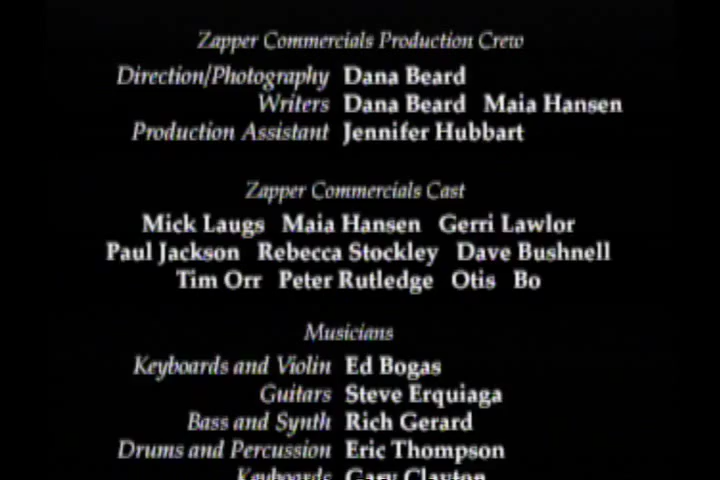 Zapper Commercials Production Crew
Direction/Photography Dana Beard
Writers Dana Beard Maia Hansen
Production Assistant Jennifer Hubbart
Zapper Commercials Cast
Mick Laugs Maia Hansen Gerri Lawlor
Paul Jackson Rebecca Stockley Dave Bushnell
Tim Orr Peter Rutledge Otis Bo
Musicians
Keyboards and Violin Ed Bogas
Guitars Steve Erquiaga
Bass and Synth Rich Gerard
Drums and Percussion Eric Thompson
Keyboards Gary Clayton